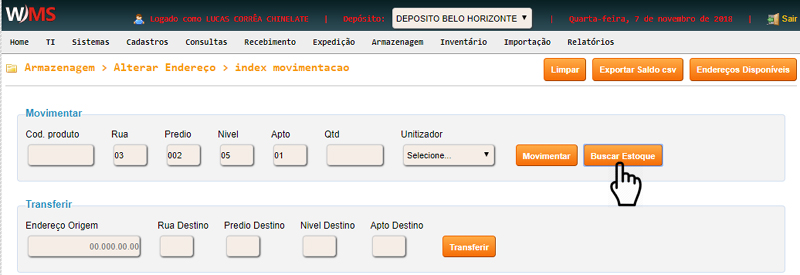 WMS Lugado como LUCAS CORRÊA CHINELATE | Depósito: DEPOSITO BELO HORIZONTE | Quarta-feira, 7 de novembro de 2018 | Sair
Home TI Sistemas Cadastros Consultas Recebimento Expedição Armazenagem Inventário Importação Relatórios
Armazenagem > Alterar Endereço > index movimentacao Limpar Exportar Saldo csv Endereços Disponíveis
Movimentar
Cod. produto Rua Predio Nivel Apto Qtd Unitizador
03 002 05 01 Selecione... Movimentar Buscar Estoque
Transferir
Endereço Origem Rua Destino Predio Destino Nivel Destino Apto Destino
00.000.00.00 Transferir